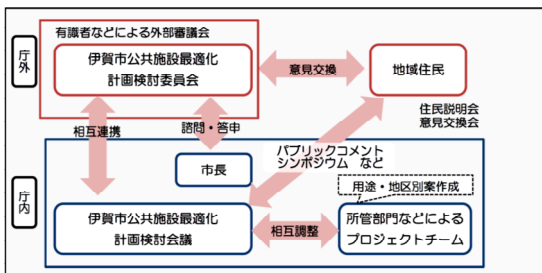 有識者などによる外部審議会
庁外
伊賀市公共施設最適化
計画検討委員会
意見交換
地域住民
住民説明会
意見交換会
相互連携
諮問・答申
パブリックコメント
シンポジウム など
庁内
市長
用途・地区別案作成
伊賀市公共施設最適化
計画検討会議
相互調整
所管部門などによる
プロジェクトチーム